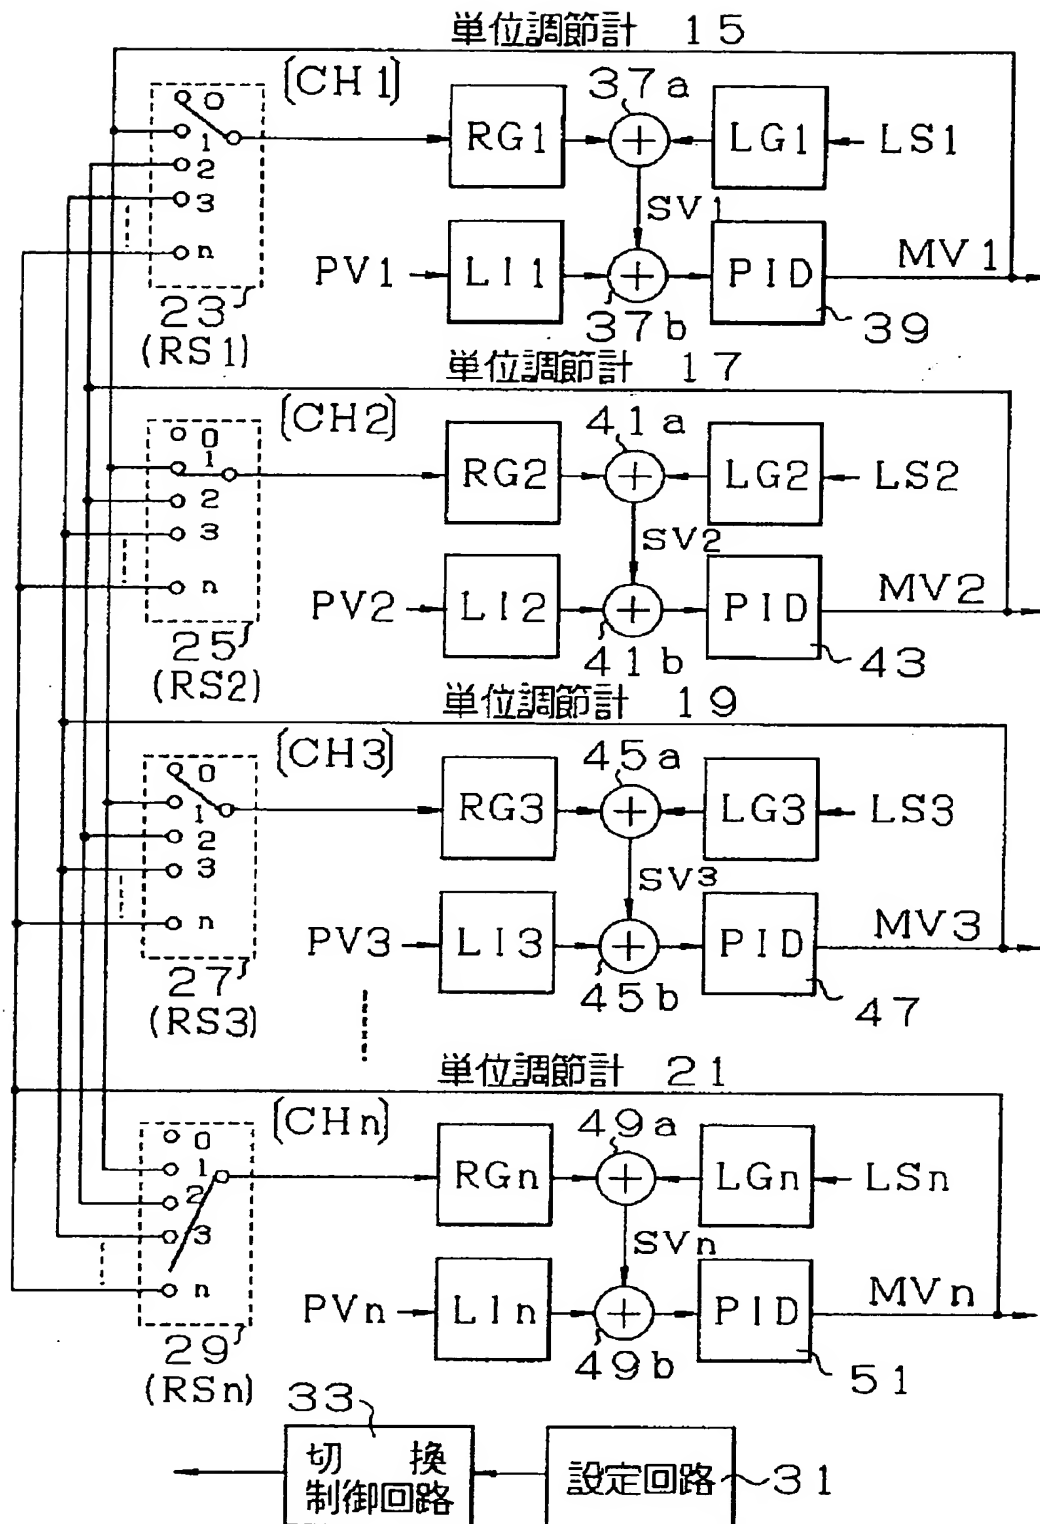 単位調節計 15
[CH1]
0
1
2
3
n
23
(RS1)
RG1
37a
LG1
LS1
SV1
PV1
LI1
37b
PID
MV1
39
単位調節計 17
[CH2]
0
1
2
3
n
25
(RS2)
RG2
41a
LG2
LS2
SV2
PV2
LI2
41b
PID
MV2
43
単位調節計 19
[CH3]
0
1
2
3
n
27
(RS3)
RG3
45a
LG3
LS3
SV3
PV3
LI3
45b
PID
MV3
47
単位調節計 21
[CHn]
0
1
2
3
n
29
(RSn)
RGn
49a
LGn
LSn
SVn
PVn
LIn
49b
PID
MVn
51
33
切 換
制御回路
設定回路
31